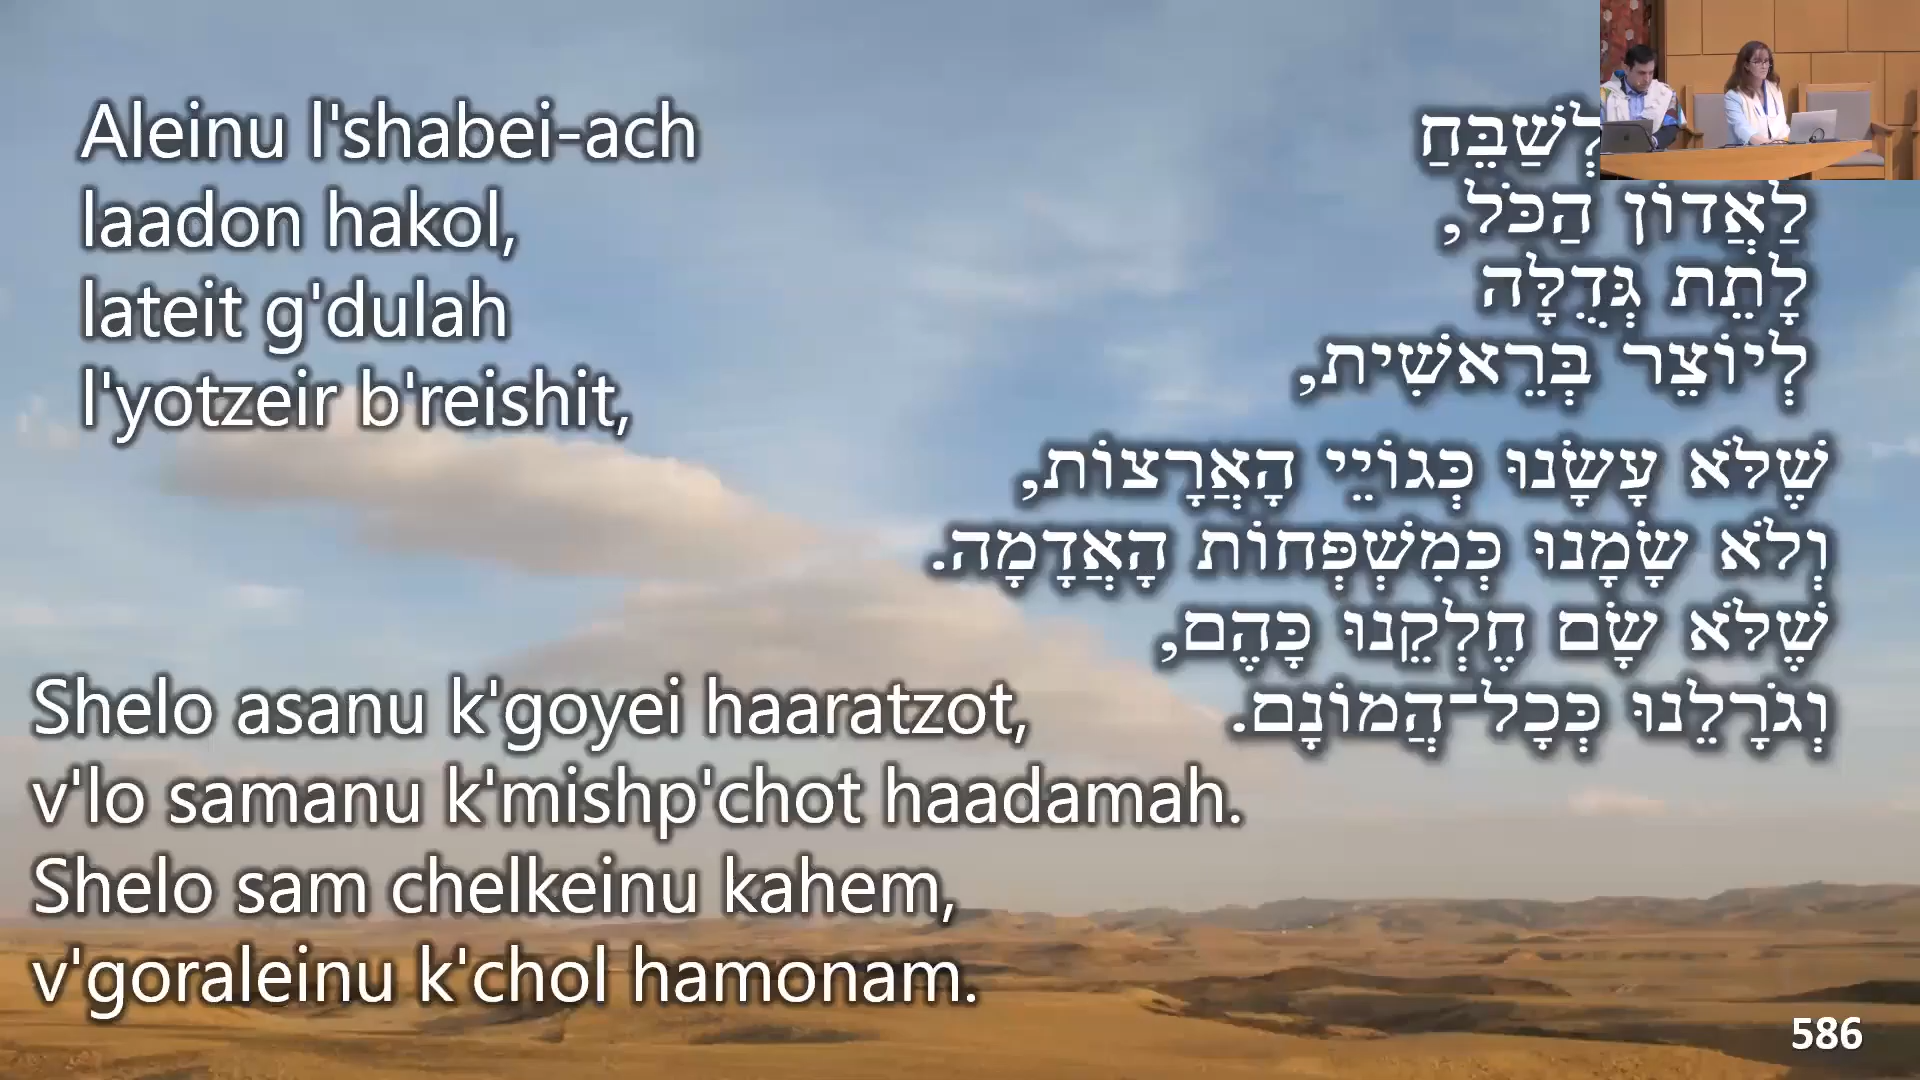 Aleinu l'shabei-ach
laadon hakol,
lateit g'dulah
l'yotzeir b'reishit,
Shelo asanu k'goyei haaratzot,
v'lo samanu k'mishp'chot haadamah.
Shelo sam chelkeinu kahem,
v'goraleinu k'chol hamonam.
לְשַׁבֵּחַ
לַאֲדוֹן הַכֹּל,
לָתֵת גְּדֻלָּה
לְיוֹצֵר בְּרֵאשִׁית,
שֶׁלֹּא עָשָׂנוּ כְּגוֹיֵי הָאֲרָצוֹת,
וְלֹא שָׂמָנוּ כְּמִשְׁפְּחוֹת הָאֲדָמָה.
שֶׁלֹּא שָׂם חֶלְקֵנוּ כָּהֶם,
וְגֹרָלֵנוּ כְּכָל־הֲמוֹנָם.
586